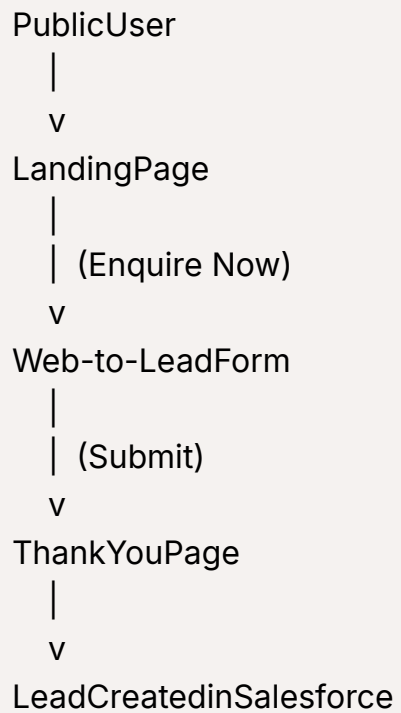 PublicUser
|
v
LandingPage
|
| (Enquire Now)
v
Web-to-LeadForm
|
| (Submit)
v
ThankYouPage
|
v
LeadCreatedinSalesforce